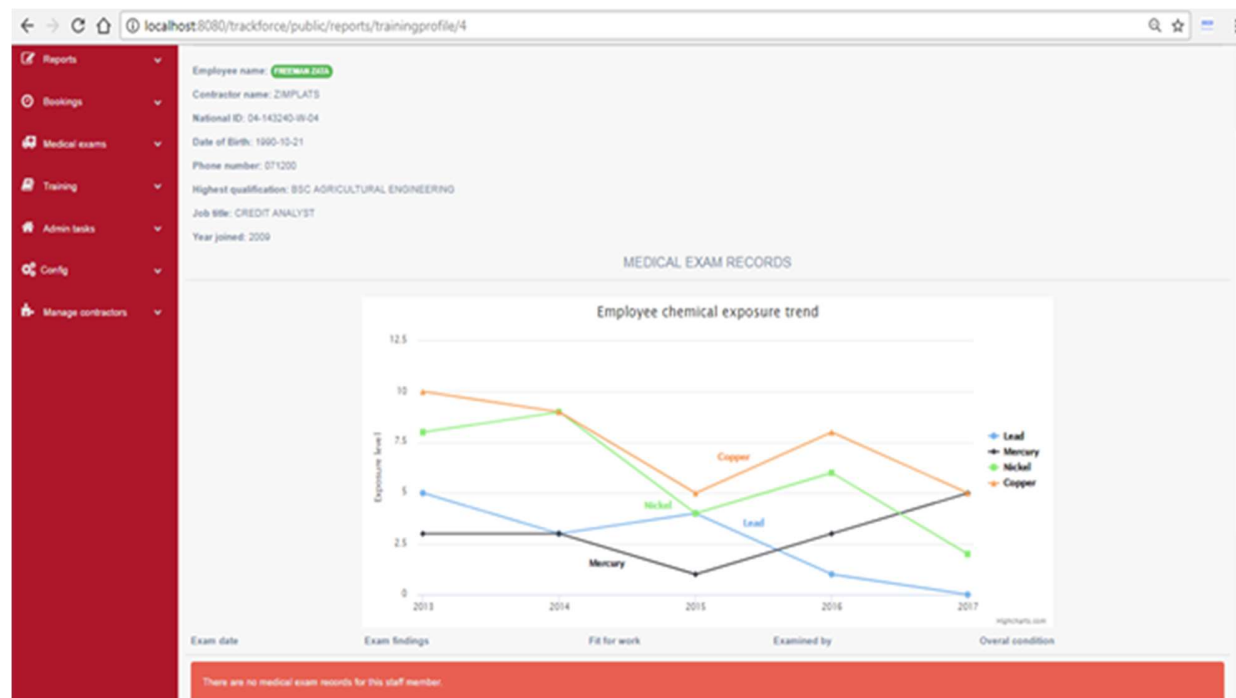 localhost:8080/trackforce/public/reports/trainingprofile/4
Reports
Bookings
Medical exams
Training
Admin tasks
Config
Manage contractors
Employee name: FREEMAN ZATA
Contractor name: ZIMPLATS
National ID: 04-143240-W-04
Date of Birth: 1990-10-21
Phone number: 071200
Highest qualification: BSC AGRICULTURAL ENGINEERING
Job title: CREDIT ANALYST
Year joined: 2009
MEDICAL EXAM RECORDS
Employee chemical exposure trend
12.5
10
7.5
5
2.5
0
Exposure level
Copper
Nickel
Lead
Mercury
2013 2014 2015 2016 2017
Lead
Mercury
Nickel
Copper
Highcharts.com
Exam date Exam findings Fit for work Examined by Overal condition
There are no medical exam records for this staff member.